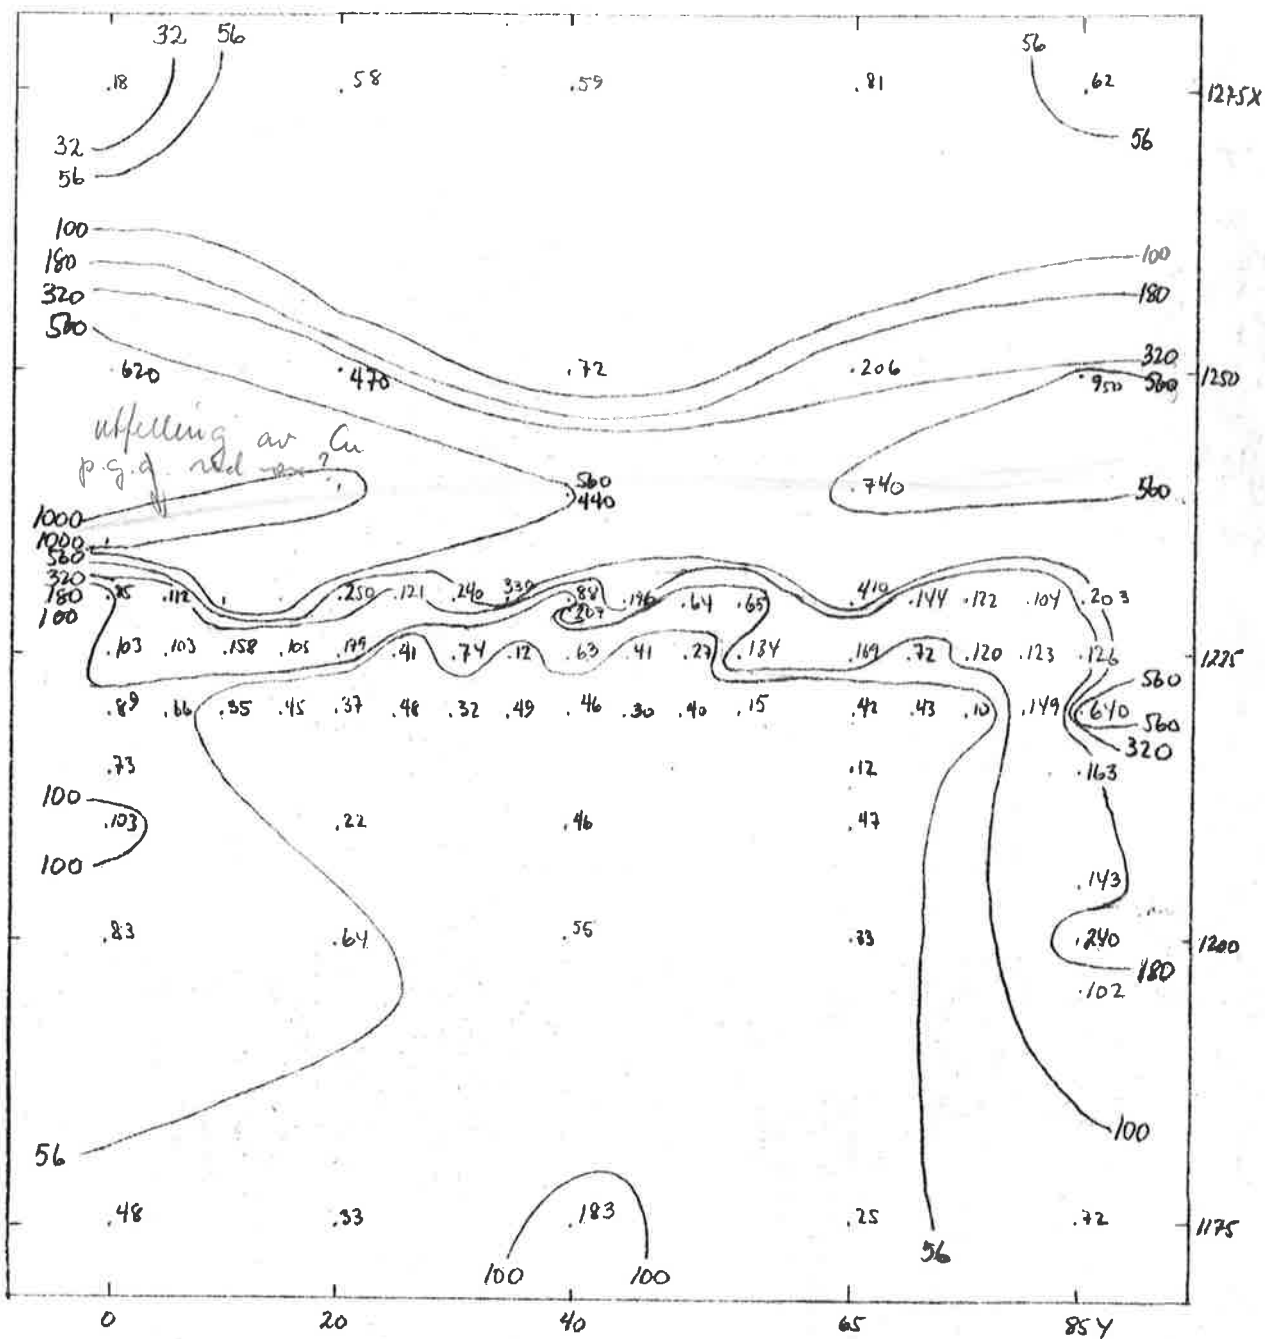 32 56 56
.18 .58 .59 .81 .62 1275X
32 56
56
100 100
180 180
320
560 320
.620 .470 .72 .206 .950 560 1250
utfelling av Cu
p.g.a. red ?
560 .740 560
440
1000
1000
560
320 .85 .112 .250 .121 .240 .330 .88 .196 .64 .65 .410 .144 .122 .104 .203
180
100 207
.103 .103 .158 .105 .179 .41 .74 .12 .63 .41 .27 .134 .169 .72 .120 .123 .126 1225
560
.89 .66 .35 .45 .37 .48 .32 .49 .46 .30 .40 .15 .42 .43 .10 .149 .640 560
320
.73 .12 .163
100
.103 .22 .46 .47
100
.143
.83 .64 .55 .33 .240 1200
180
.102
100
56
.48 .33 .183 .25 .72 1175
56
100 100
0 20 40 65 85Y